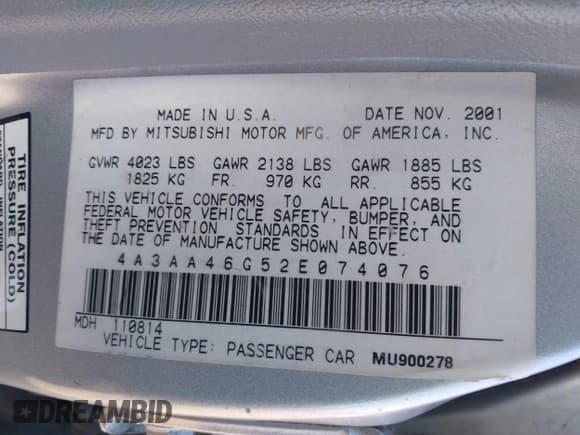 MADE IN U.S.A. DATE NOV. 2001
MFD BY MITSUBISHI MOTOR MFG. OF AMERICA, INC.
GVWR 4023 LBS GAWR 2138 LBS GAWR 1885 LBS
1825 KG FR. 970 KG RR. 855 KG
THIS VEHICLE CONFORMS TO ALL APPLICABLE
FEDERAL MOTOR VEHICLE SAFETY, BUMPER, AND
THEFT PREVENTION STANDARDS IN EFFECT ON
THE DATE OF MANUFACTURE SHOWN ABOVE.
4A3AA46G52E074076
MDH 110814
VEHICLE TYPE: PASSENGER CAR MU900278
TIRE INFLATION
PRESSURE (COLD)
DREAMBID